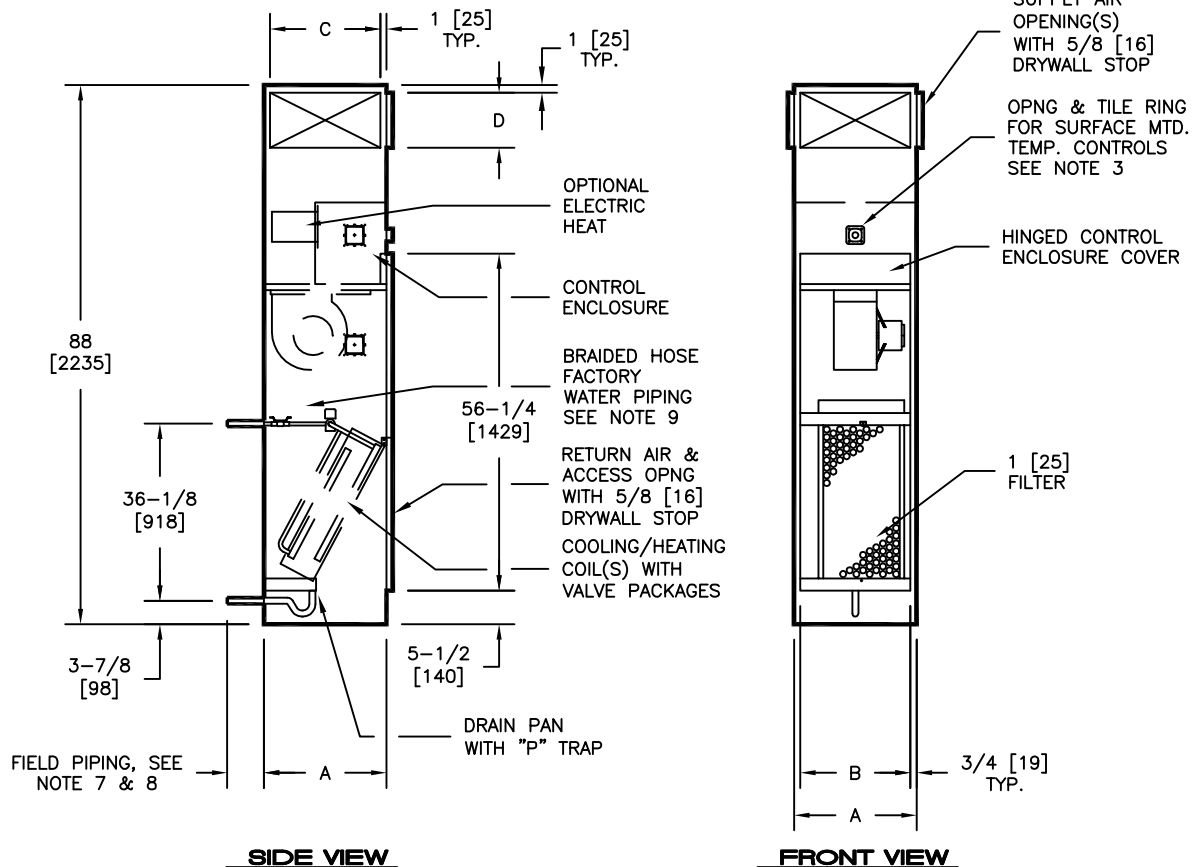 C
1 [25]
TYP.
1 [25]
TYP.
D
OPTIONAL
ELECTRIC
HEAT
CONTROL
ENCLOSURE
88
[2235]
BRAIDED HOSE
FACTORY
WATER PIPING
SEE NOTE 9
56-1/4
[1429]
RETURN AIR &
ACCESS OPNG
WITH 5/8 [16]
DRYWALL STOP
36-1/8
[918]
COOLING/HEATING
COIL(S) WITH
VALVE PACKAGES
3-7/8
[98]
5-1/2
[140]
DRAIN PAN
WITH "P" TRAP
FIELD PIPING, SEE
NOTE 7 & 8
A
SIDE VIEW
SUPPLY AIR
OPENING(S)
WITH 5/8 [16]
DRYWALL STOP
OPNG & TILE RING
FOR SURFACE MTD.
TEMP. CONTROLS
SEE NOTE 3
HINGED CONTROL
ENCLOSURE COVER
1 [25]
FILTER
B
3/4 [19]
TYP.
A
FRONT VIEW